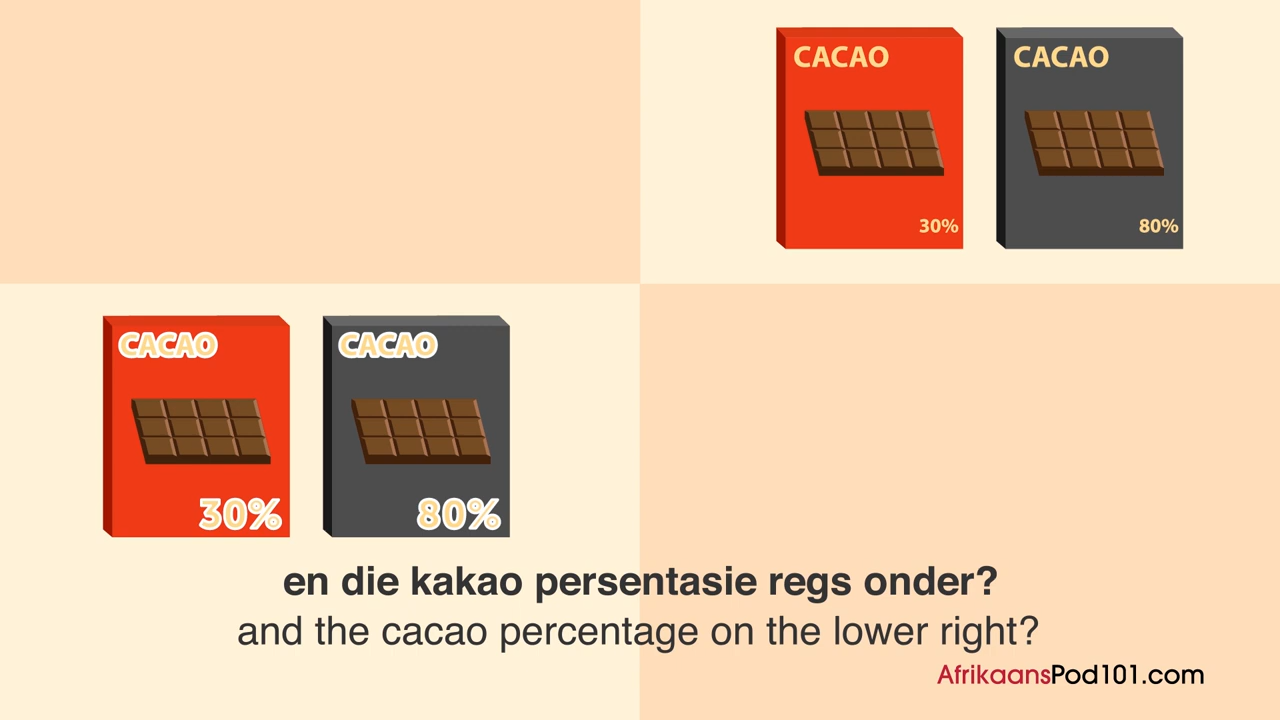 CACAO
CACAO
30%
80%
CACAO
CACAO
30%
80%
en die kakao persentasie regs onder?
and the cacao percentage on the lower right?
AfrikaansPod101.com